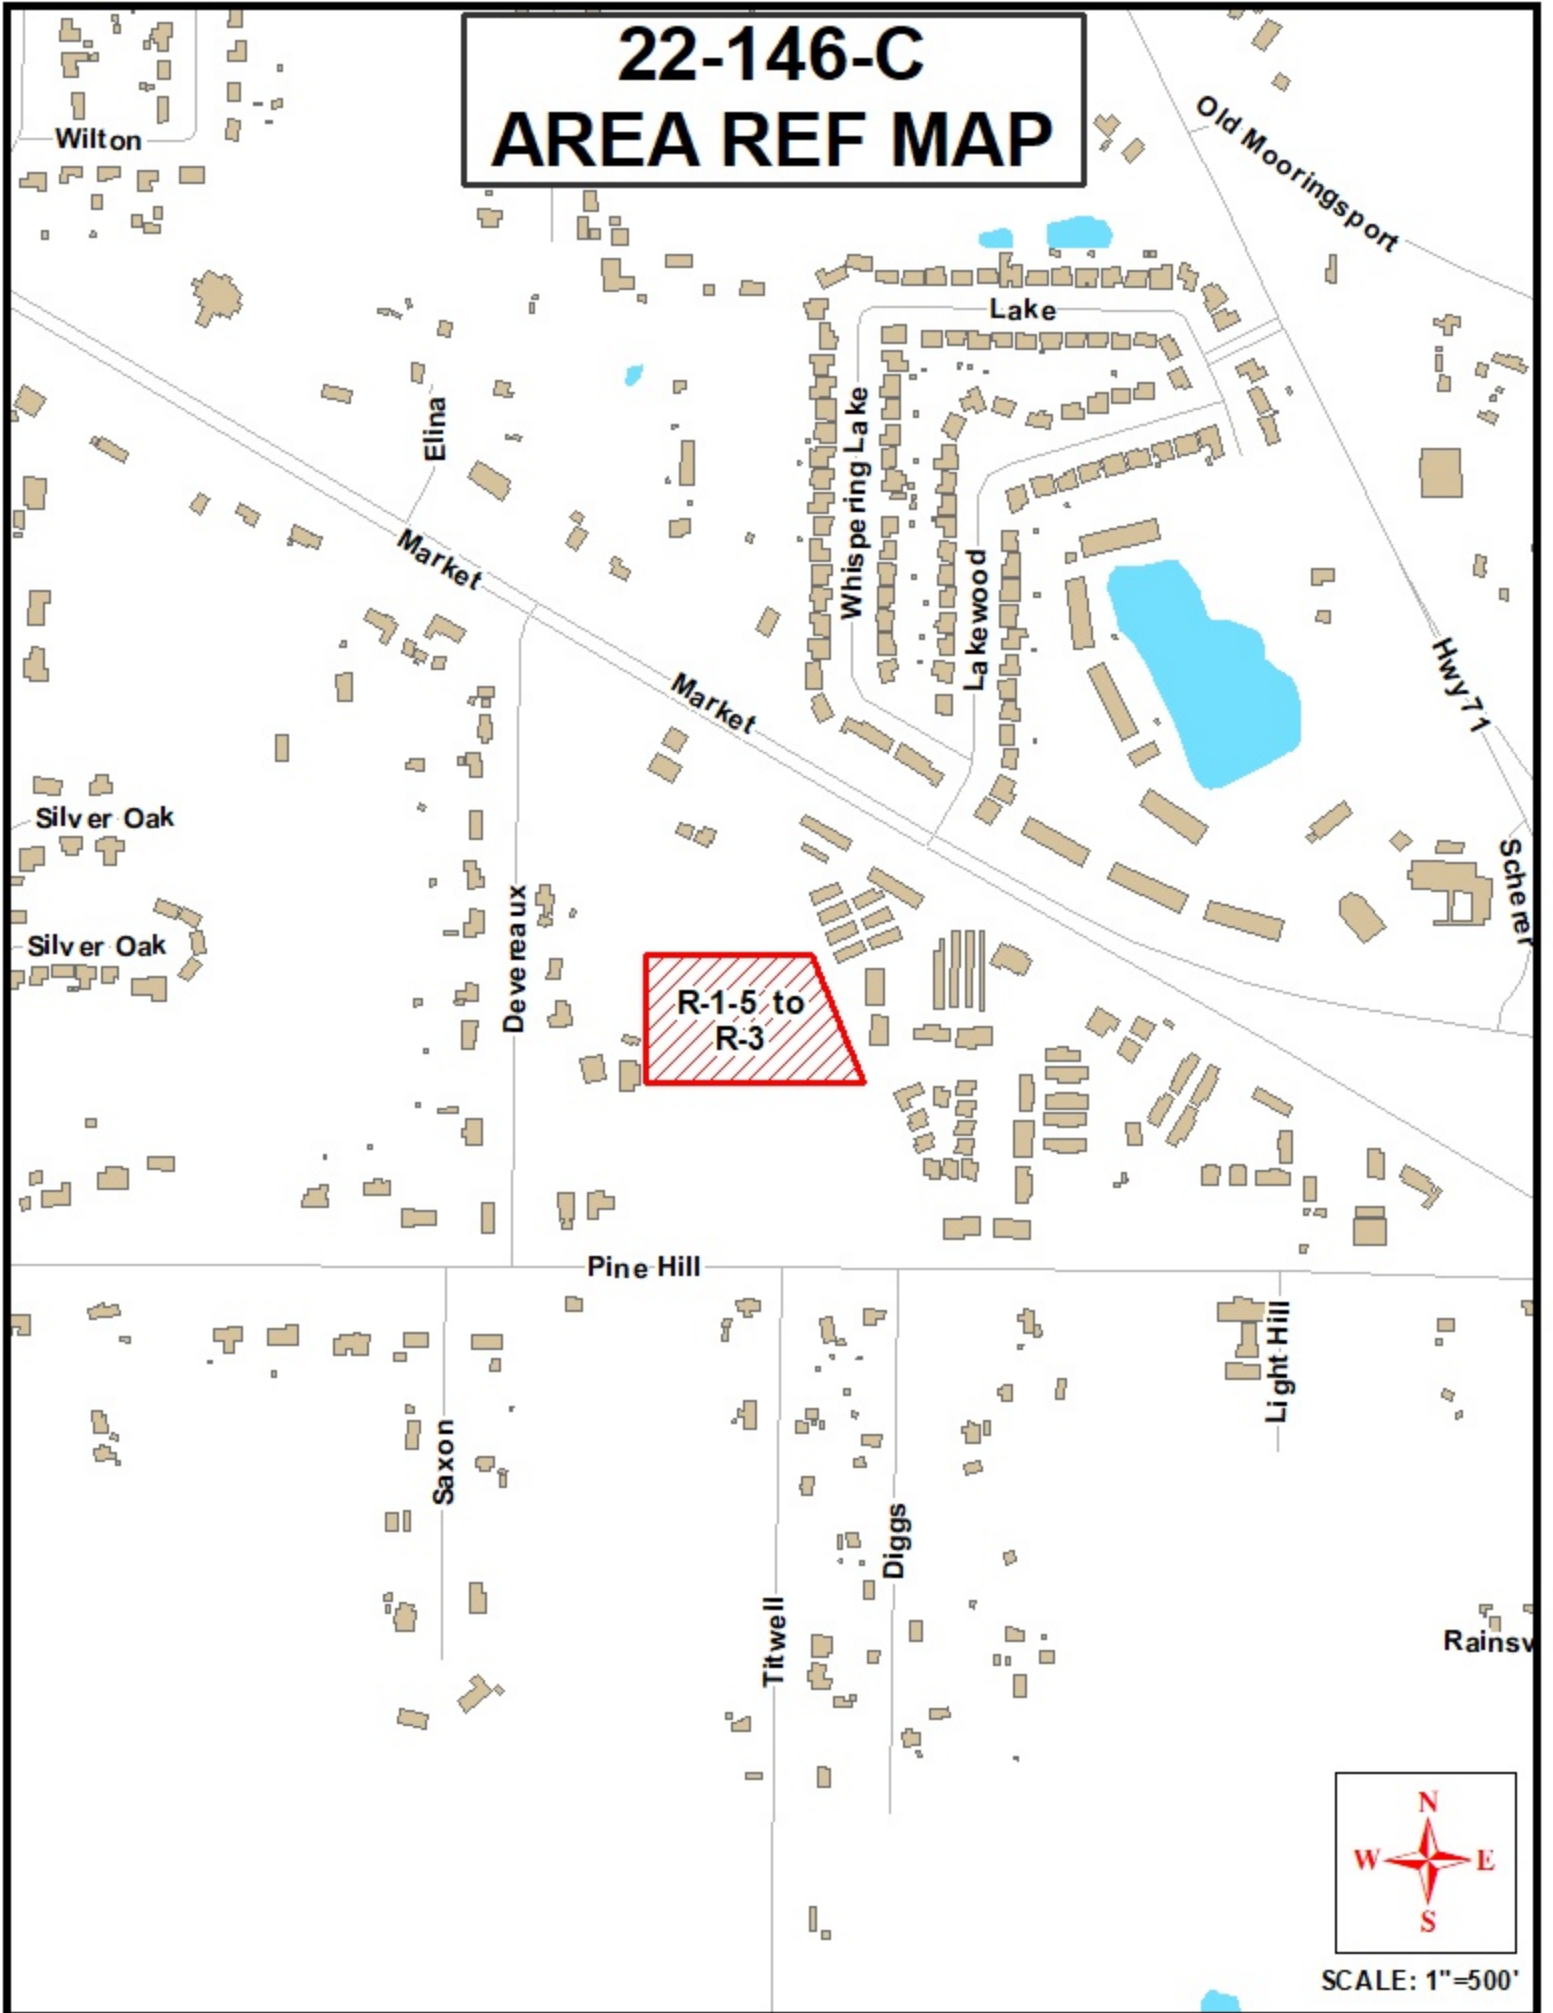 22-146-C
AREA REF MAP
Wilton
Old Mooringsport
Lake
Elina
Whispering Lake
Market
Lakewood
Hwy 71
Market
Silver Oak
Scherer
Devereaux
Silver Oak
R-1-5 to
R-3
Pine Hill
Light Hill
Saxon
Diggs
Titwell
Rainsv
N
W
E
S
SCALE: 1"=500'